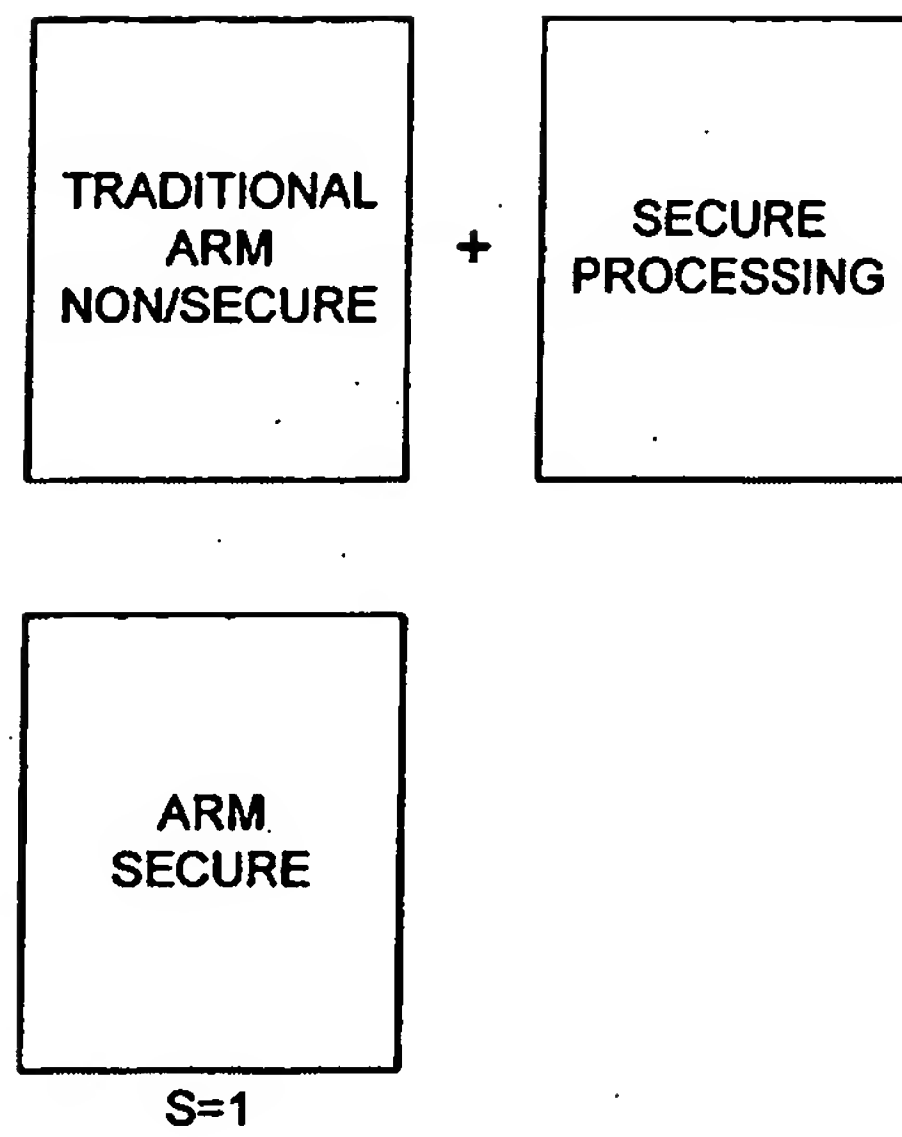 TRADITIONAL
ARM
NON/SECURE
+
SECURE
PROCESSING
ARM
SECURE
S=1